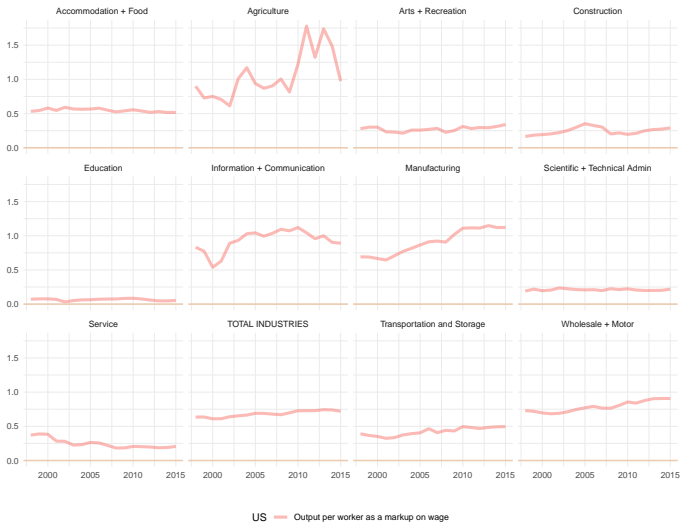 Accommodation + Food Agriculture Arts + Recreation Construction
1.5
1.0
0.5
0.0
Education Information + Communication Manufacturing Scientific + Technical Admin
1.5
1.0
0.5
0.0
Service TOTAL INDUSTRIES Transportation and Storage Wholesale + Motor
1.5
1.0
0.5
0.0
2000 2005 2010 2015 2000 2005 2010 2015 2000 2005 2010 2015 2000 2005 2010 2015
US Output per worker as a markup on wage